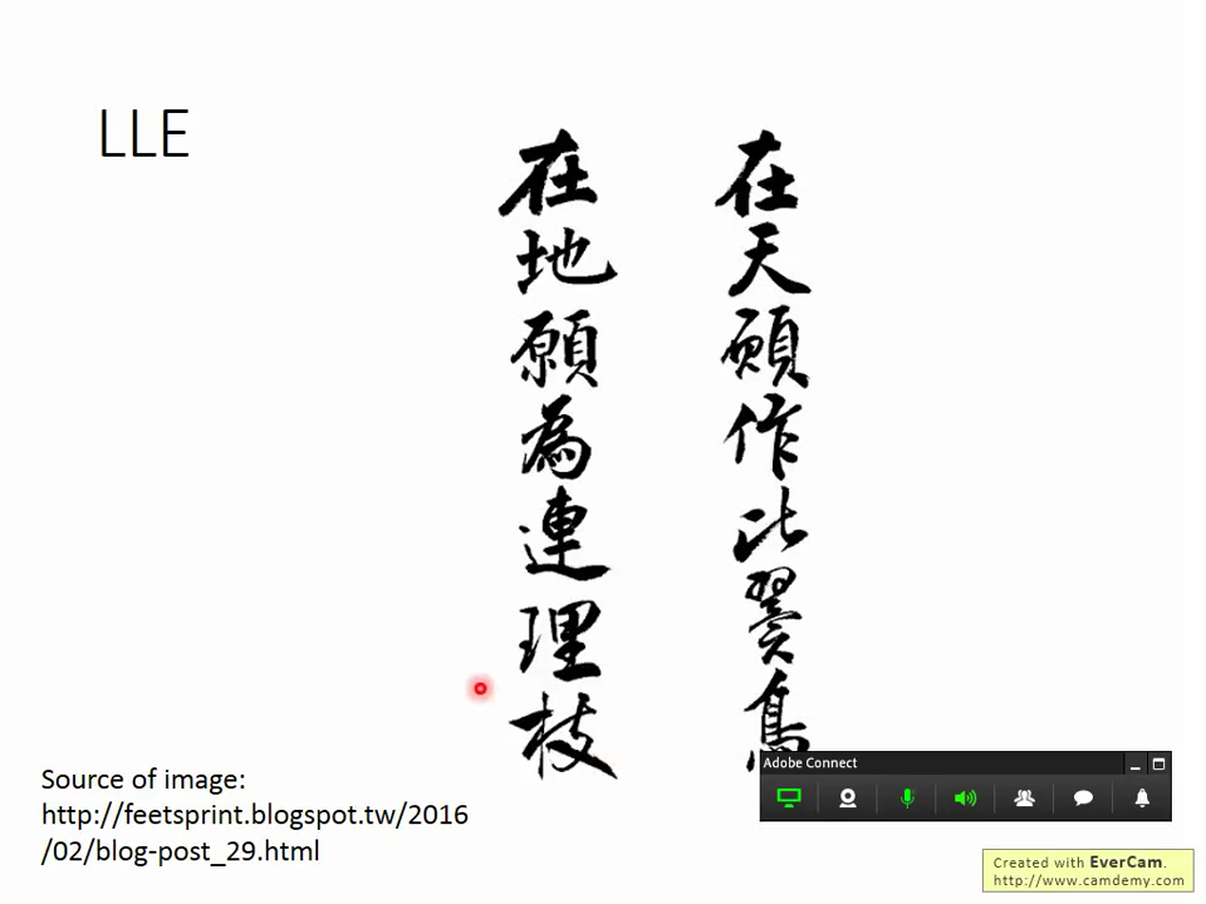 LLE
在天願作比翼鳥
在地願為連理枝
Source of image:
http://feetsprint.blogspot.tw/2016
/02/blog-post_29.html
Adobe Connect
Created with EverCam.
http://www.camdemy.com